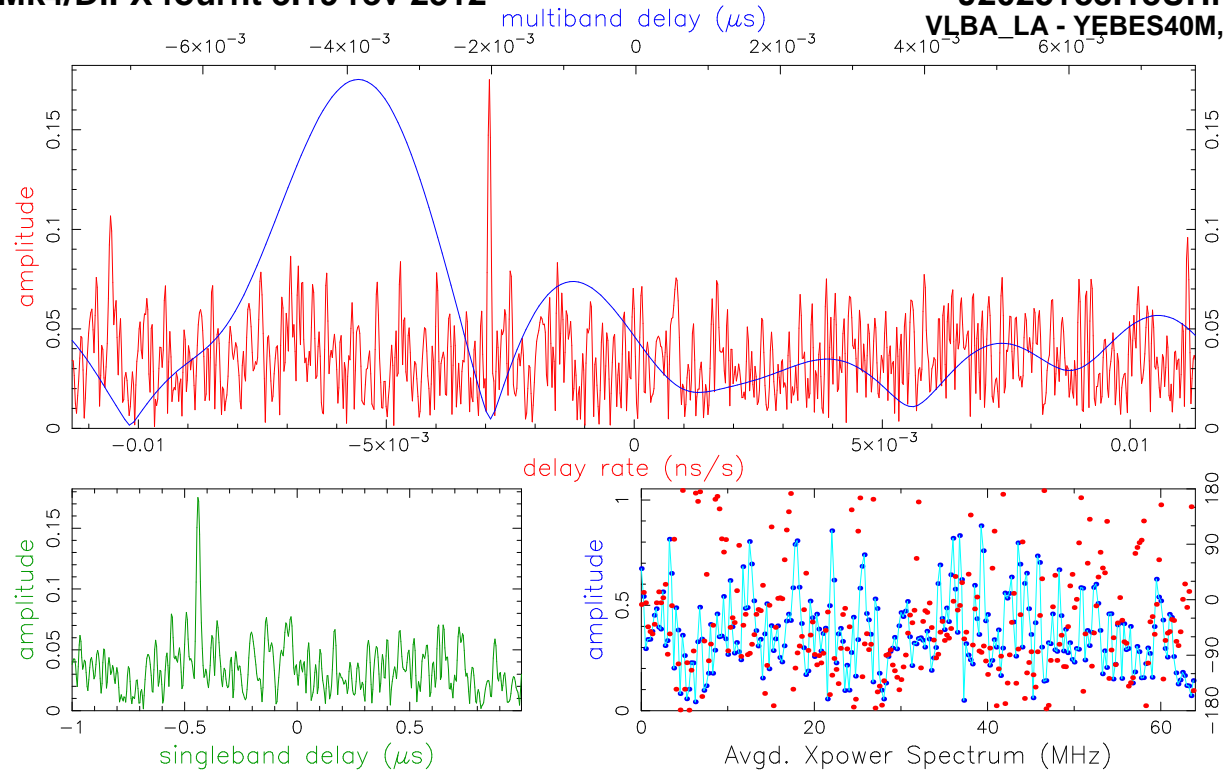 multiband delay (μs)
VLBA_LA - YEBES40M,
−6×10⁻³ −4×10⁻³ −2×10⁻³ 0 2×10⁻³ 4×10⁻³ 6×10⁻³
amplitude
0 0.05 0.1 0.15
0 0.05 0.1 0.15
−0.01 −5×10⁻³ 0 5×10⁻³ 0.01
delay rate (ns/s)
amplitude
0 0.05 0.1 0.15
−1 −0.5 0 0.5
singleband delay (μs)
amplitude
0 0.5 1
−180 −90 0 90 180
0 20 40 60
Avgd. Xpower Spectrum (MHz)